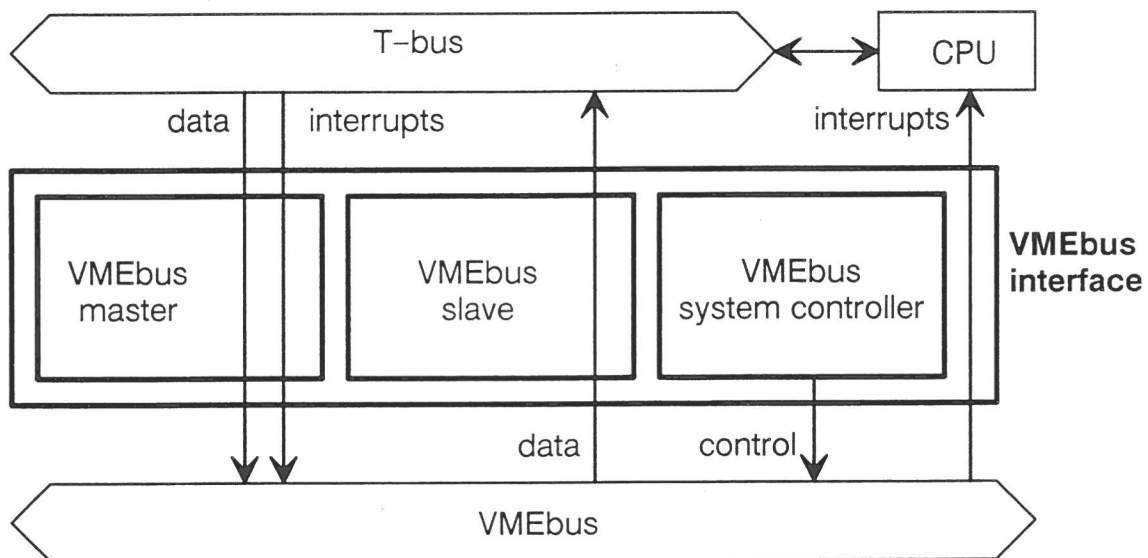 T-bus
CPU
data
interrupts
interrupts
VMEbus
master
VMEbus
slave
VMEbus
system controller
VMEbus
interface
data
control
VMEbus